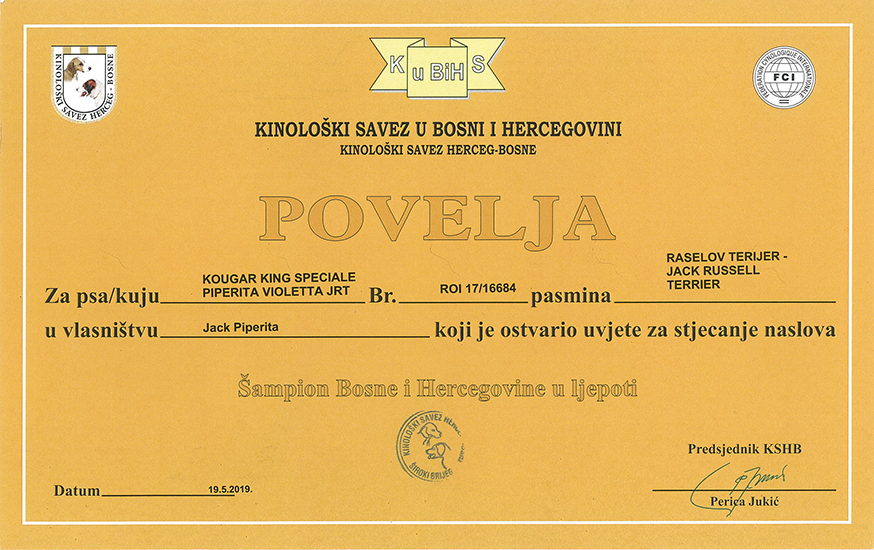 KINOLOŠKI SAVEZ HERCEG - BOSNE
K u BiH S
FEDERATION CYNOLOGIQUE INTERNATIONALE
FCI
KINOLOŠKI SAVEZ U BOSNI I HERCEGOVINI
KINOLOŠKI SAVEZ HERCEG-BOSNE
POVELJA
Za psa/kuju KOUGAR KING SPECIALE
PIPERITA VIOLETTA JRT
Br. ROI 17/16684
pasmina RASELOV TERIJER -
JACK RUSSELL
TERRIER
u vlasništvu Jack Piperita koji je ostvario uvjete za stjecanje naslova
Šampion Bosne i Hercegovine u ljepoti
KINOLOŠKI SAVEZ
ŠIROKI BRIJEG
Predsjednik KSHB
Datum 19.5.2019.
Perica Jukić